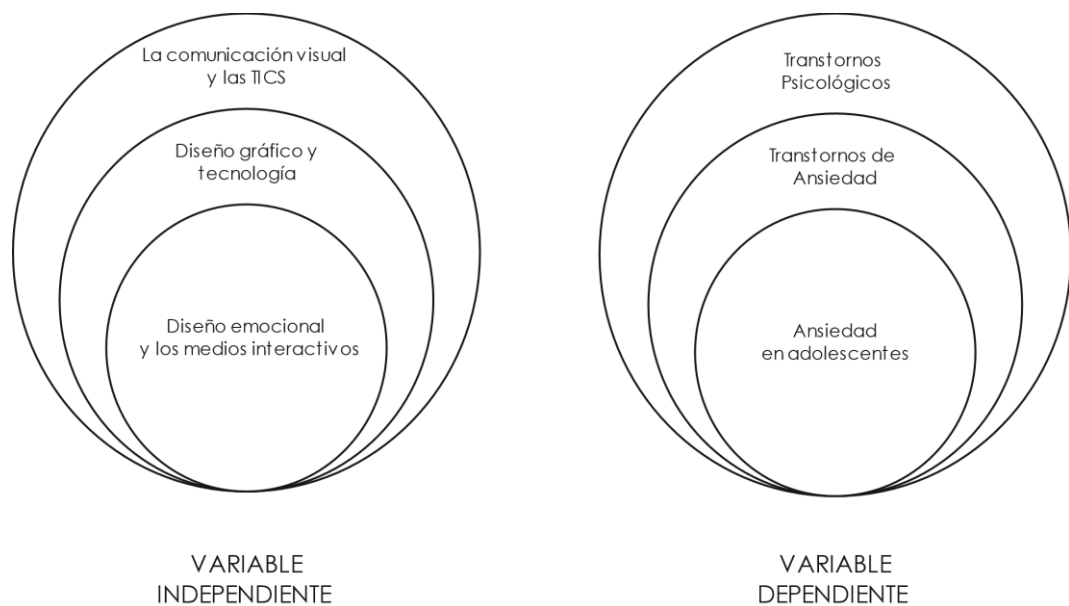 La comunicación visual
y las TICS
Diseño gráfico y
tecnología
Diseño emocional
y los medios interactivos
VARIABLE
INDEPENDIENTE
Transtornos
Psicológicos
Transtornos de
Ansiedad
Ansiedad
en adolescentes
VARIABLE
DEPENDIENTE